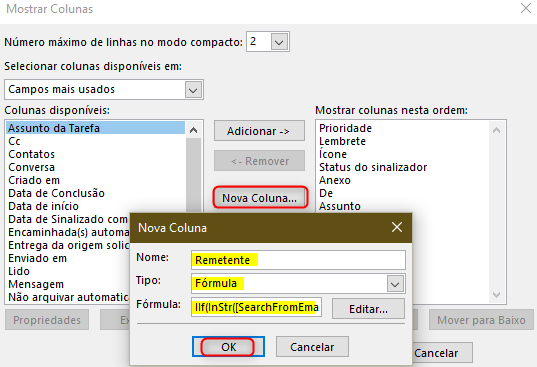 Mostrar Colunas
Número máximo de linhas no modo compacto: 2
Selecionar colunas disponíveis em:
Campos mais usados
Colunas disponíveis:
Assunto da Tarefa
Cc
Contatos
Conversa
Criado em
Data de Conclusão
Data de início
Data de Sinalizado com
Encaminhada(s) automa
Entrega da origem solic
Enviado em
Lido
Mensagem
Não arquivar automatic
Adicionar ->
<- Remover
Nova Coluna...
Mostrar colunas nesta ordem:
Prioridade
Lembrete
Ícone
Status do sinalizador
Anexo
De
Assunto
Propriedades
Ex
Mover para Baixo
Cancelar
Nova Coluna
Nome: Remetente
Tipo: Fórmula
Fórmula: IIf(InStr([SearchFromEma
Editar...
OK
Cancelar